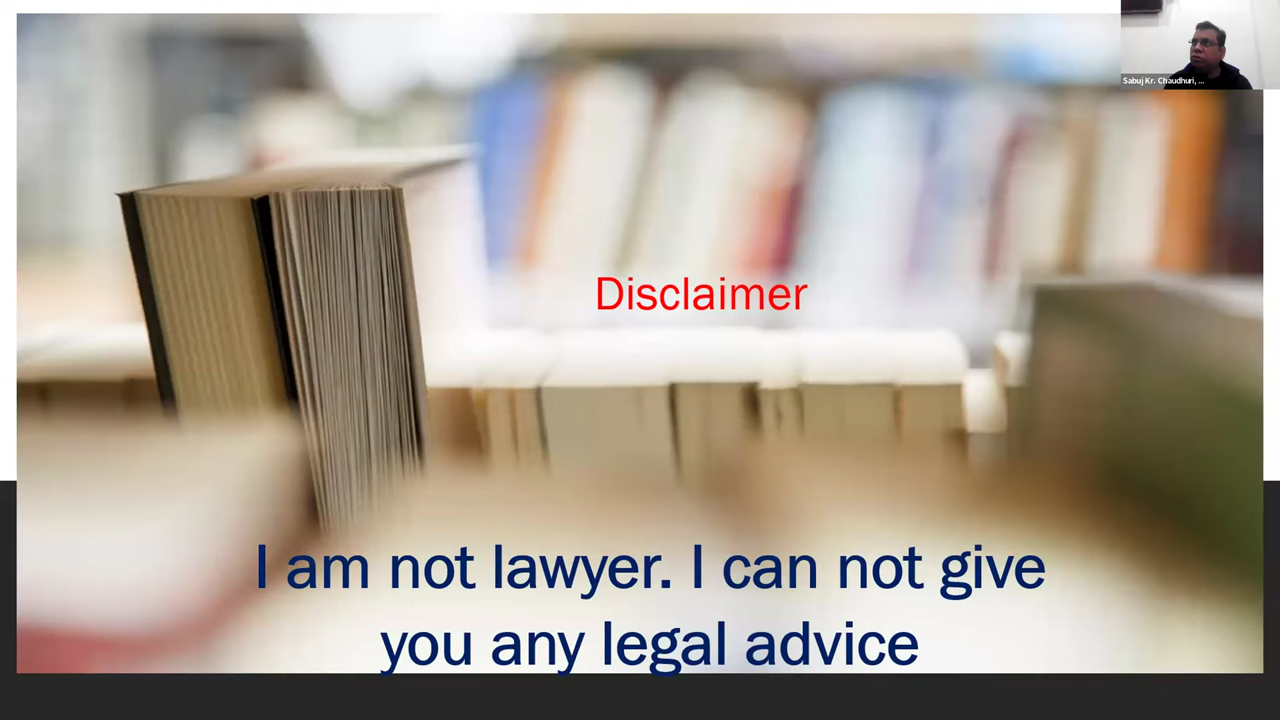 Sabuj Kr. Chaudhuri, ...
Disclaimer
I am not lawyer. I can not give
you any legal advice